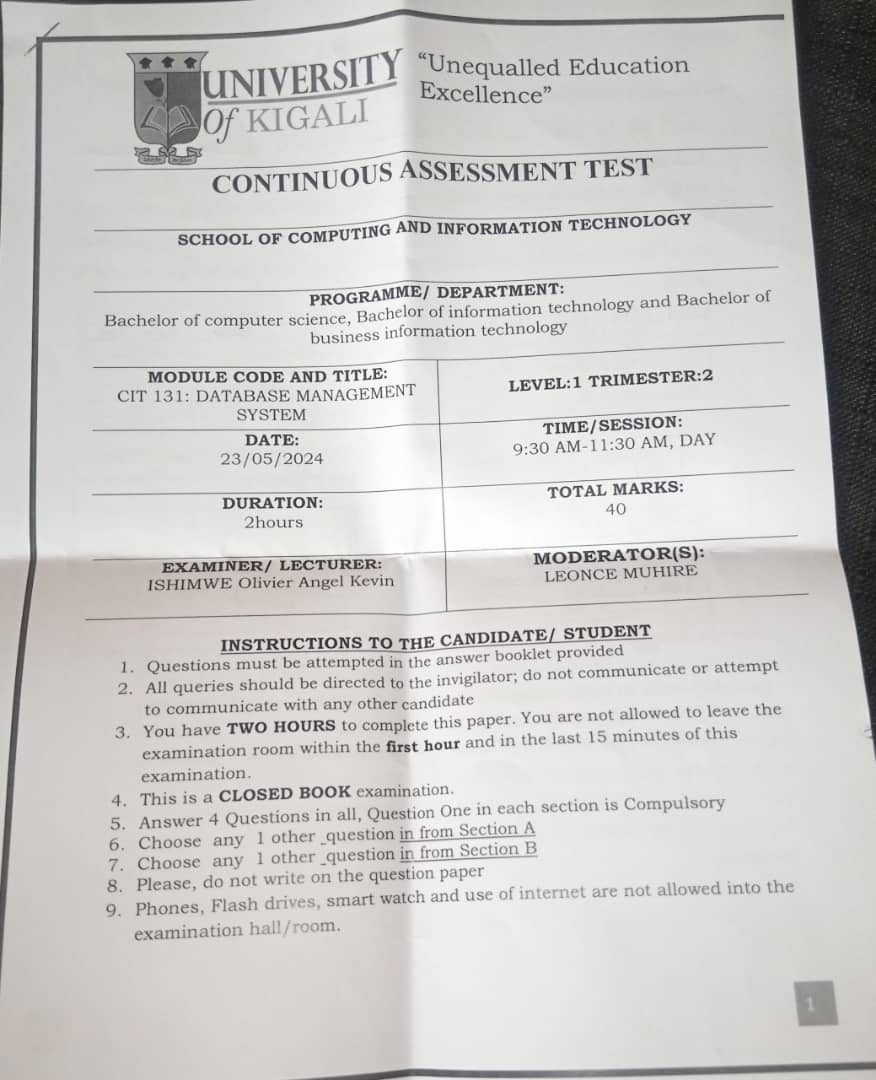 UNIVERSITY
Of KIGALI
“Unequalled Education
Excellence”
CONTINUOUS ASSESSMENT TEST
SCHOOL OF COMPUTING AND INFORMATION TECHNOLOGY
PROGRAMME/ DEPARTMENT:
Bachelor of computer science, Bachelor of information technology and Bachelor of
business information technology
MODULE CODE AND TITLE:
CIT 131: DATABASE MANAGEMENT
SYSTEM
LEVEL:1 TRIMESTER:2
DATE:
23/05/2024
TIME/SESSION:
9:30 AM-11:30 AM, DAY
DURATION:
2hours
TOTAL MARKS:
40
EXAMINER/ LECTURER:
ISHIMWE Olivier Angel Kevin
MODERATOR(S):
LEONCE MUHIRE
INSTRUCTIONS TO THE CANDIDATE/ STUDENT
1. Questions must be attempted in the answer booklet provided
2. All queries should be directed to the invigilator; do not communicate or attempt
to communicate with any other candidate
3. You have TWO HOURS to complete this paper. You are not allowed to leave the
examination room within the first hour and in the last 15 minutes of this
examination.
4. This is a CLOSED BOOK examination.
5. Answer 4 Questions in all, Question One in each section is Compulsory
6. Choose any 1 other _question in from Section A
7. Choose any 1 other _question in from Section B
8. Please, do not write on the question paper
9. Phones, Flash drives, smart watch and use of internet are not allowed into the
examination hall/room.
1